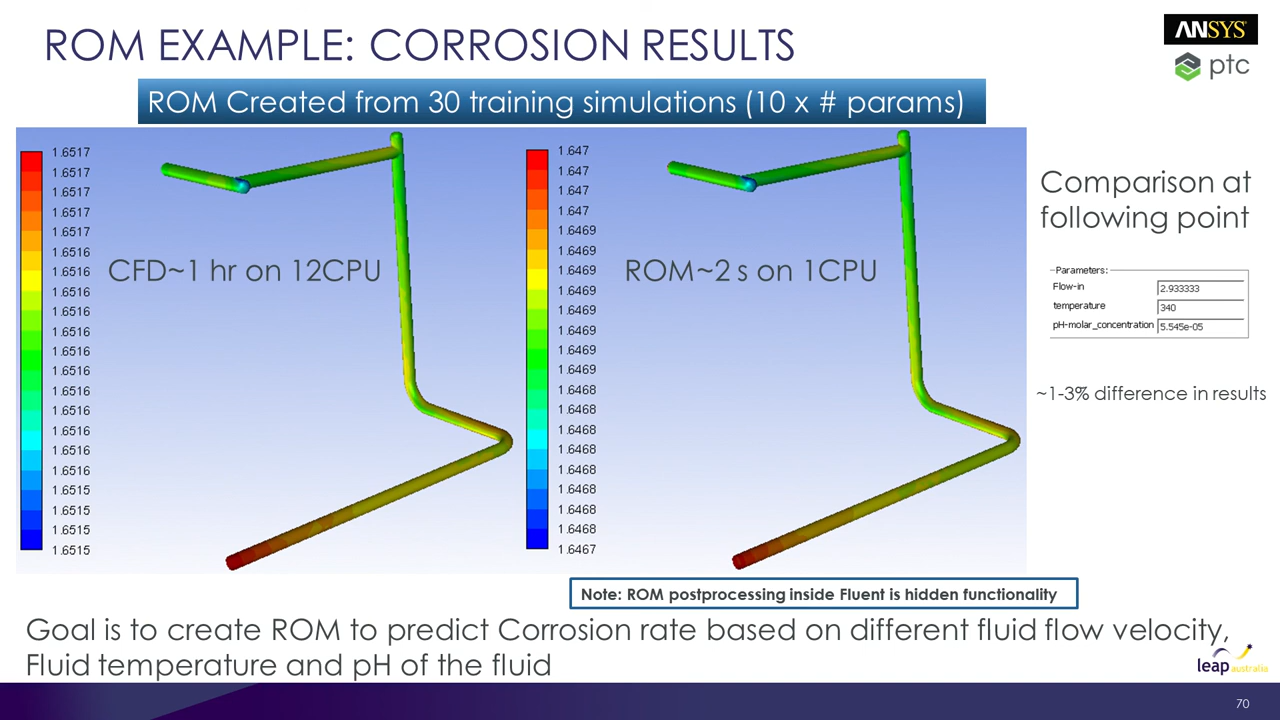 ROM EXAMPLE: CORROSION RESULTS
ANSYS
ptc
ROM Created from 30 training simulations (10 x # params)
1.6517
1.6517
1.6517
1.6517
1.6517
1.6516
1.6516
1.6516
1.6516
1.6516
1.6516
1.6516
1.6516
1.6516
1.6516
1.6516
1.6516
1.6515
1.6515
1.6515
1.6515
CFD~1 hr on 12CPU
1.647
1.647
1.647
1.647
1.6469
1.6469
1.6469
1.6469
1.6469
1.6469
1.6469
1.6469
1.6468
1.6468
1.6468
1.6468
1.6468
1.6468
1.6468
1.6468
1.6467
ROM~2 s on 1CPU
Comparison at
following point
Parameters:
Flow-in 2.933333
temperature 340
pH-molar_concentration 5.545e-05
~1-3% difference in results
Note: ROM postprocessing inside Fluent is hidden functionality
Goal is to create ROM to predict Corrosion rate based on different fluid flow velocity,
Fluid temperature and pH of the fluid
leap australia
70